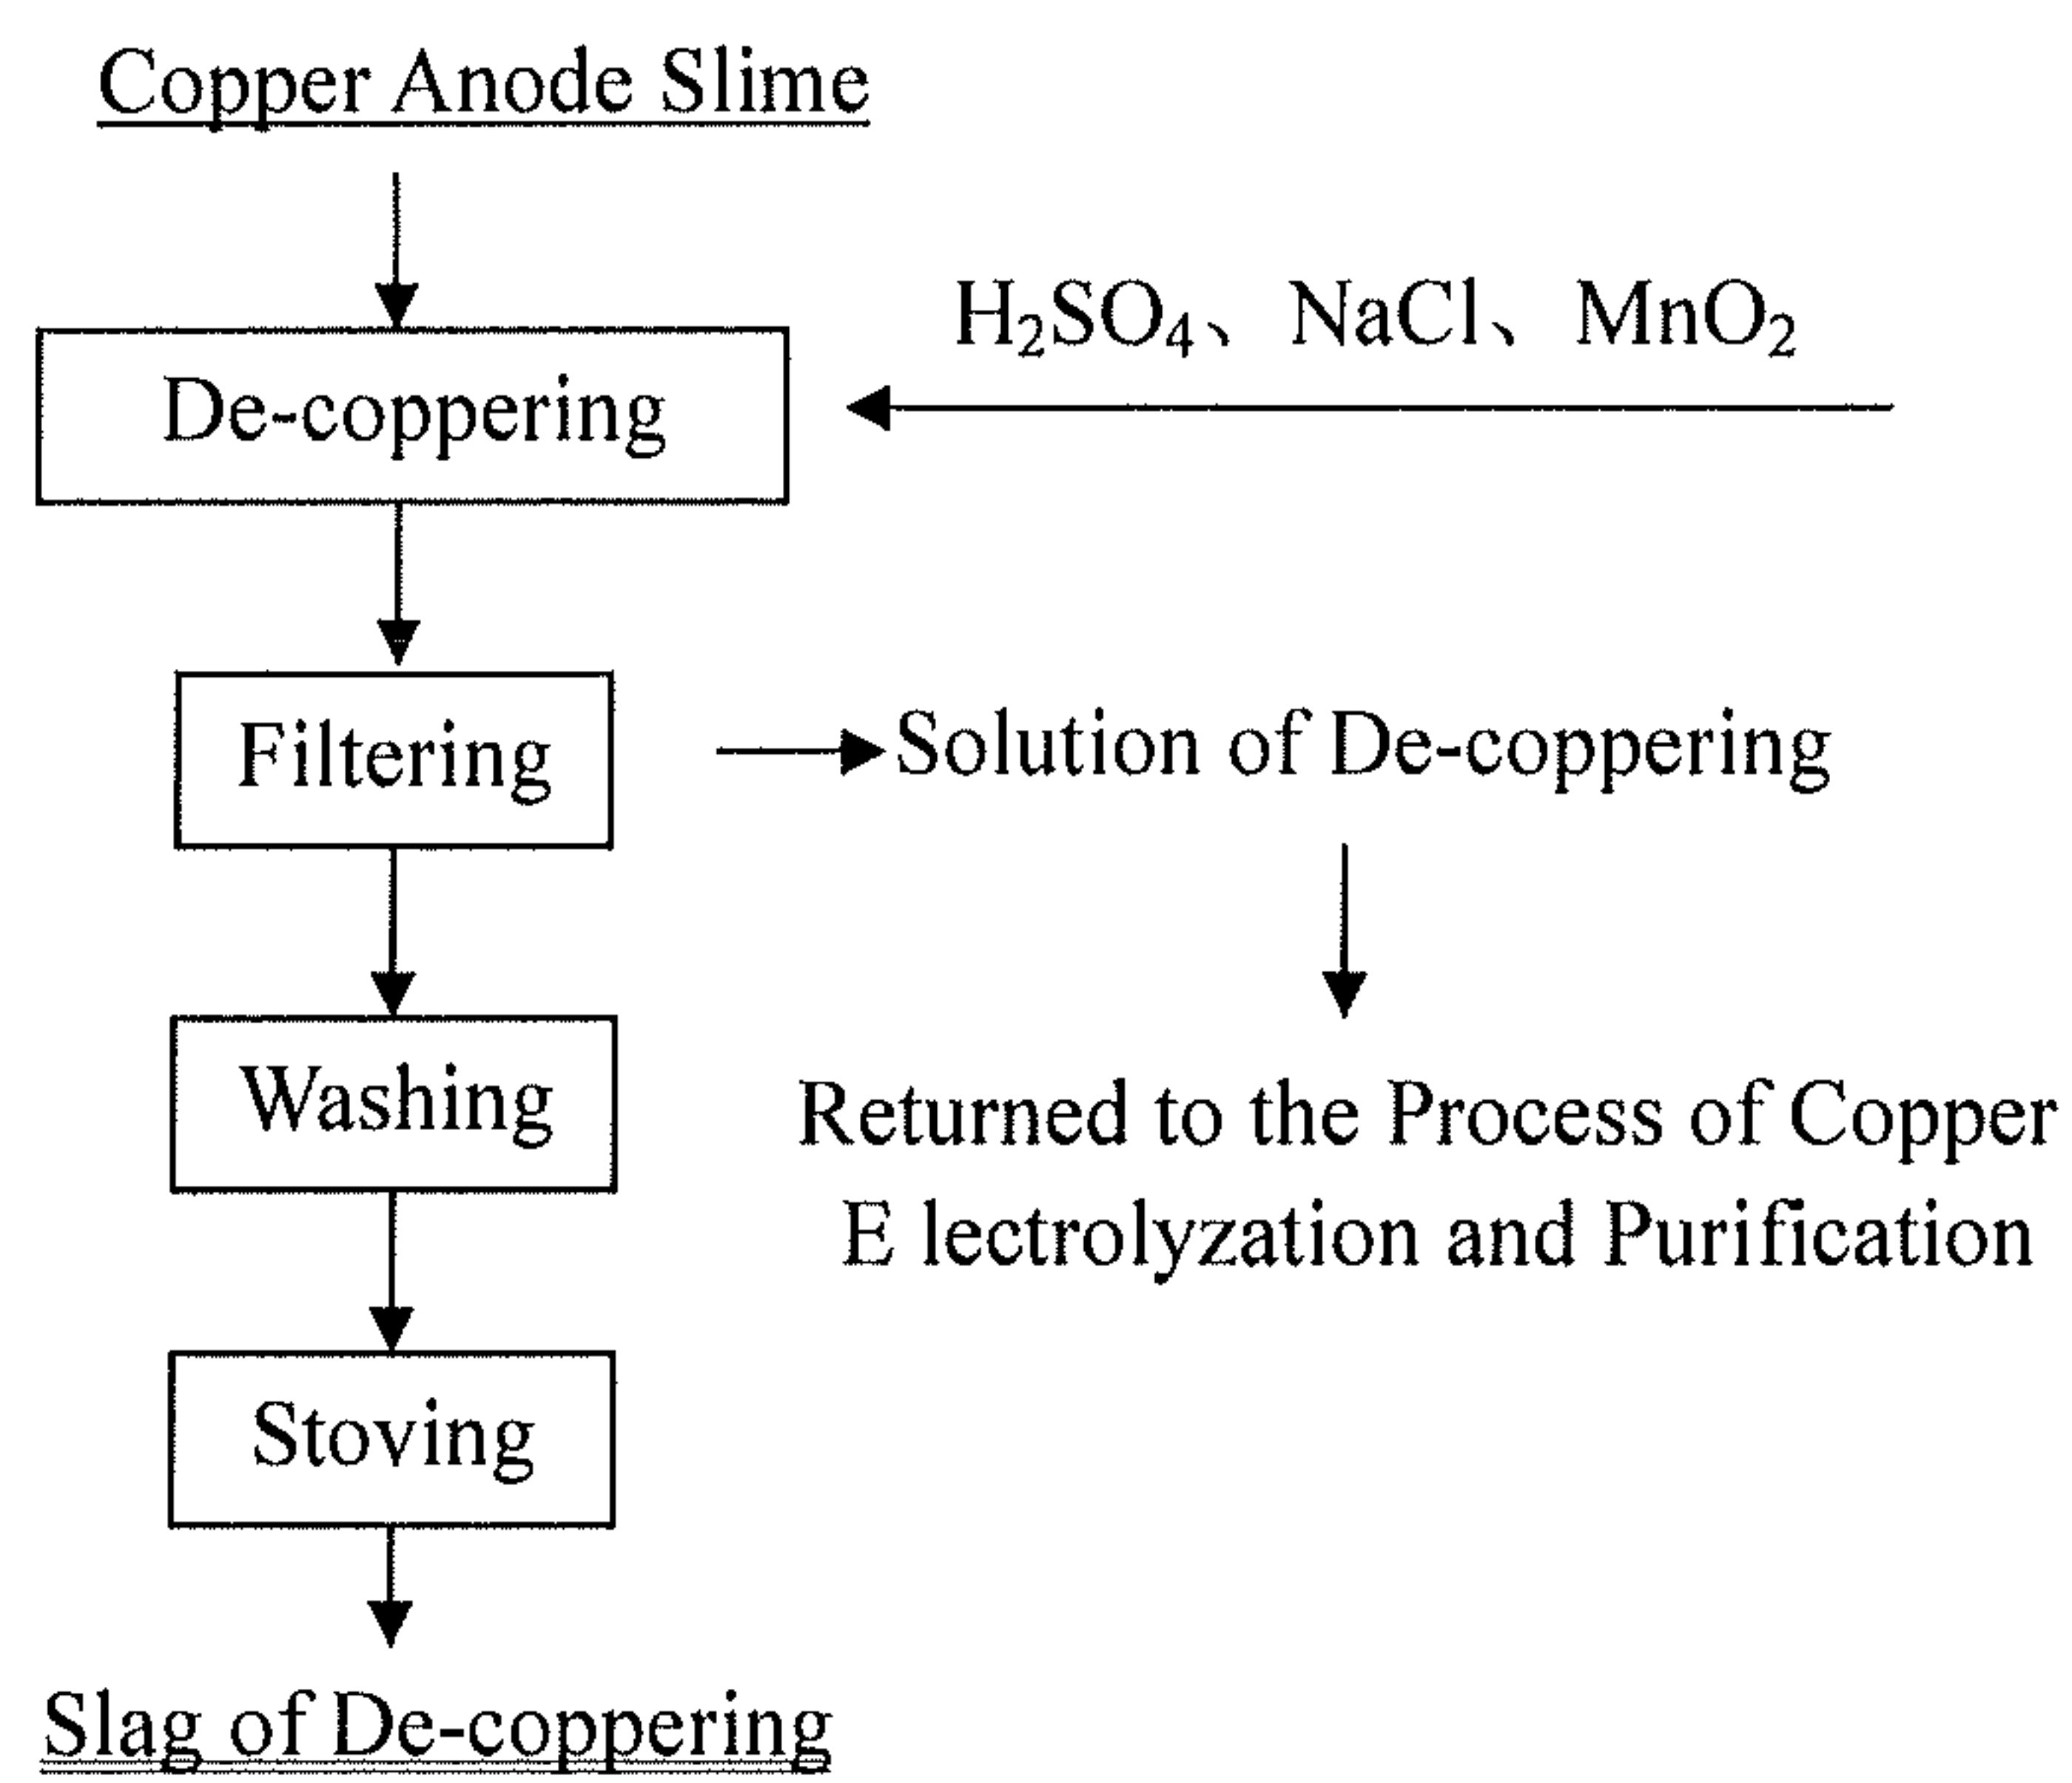 Copper Anode Slime
H₂SO₄、NaCl、MnO₂
De-coppering
Filtering
Solution of De-coppering
Washing
Returned to the Process of Copper
E lectrolyzation and Purification
Stoving
Slag of De-coppering